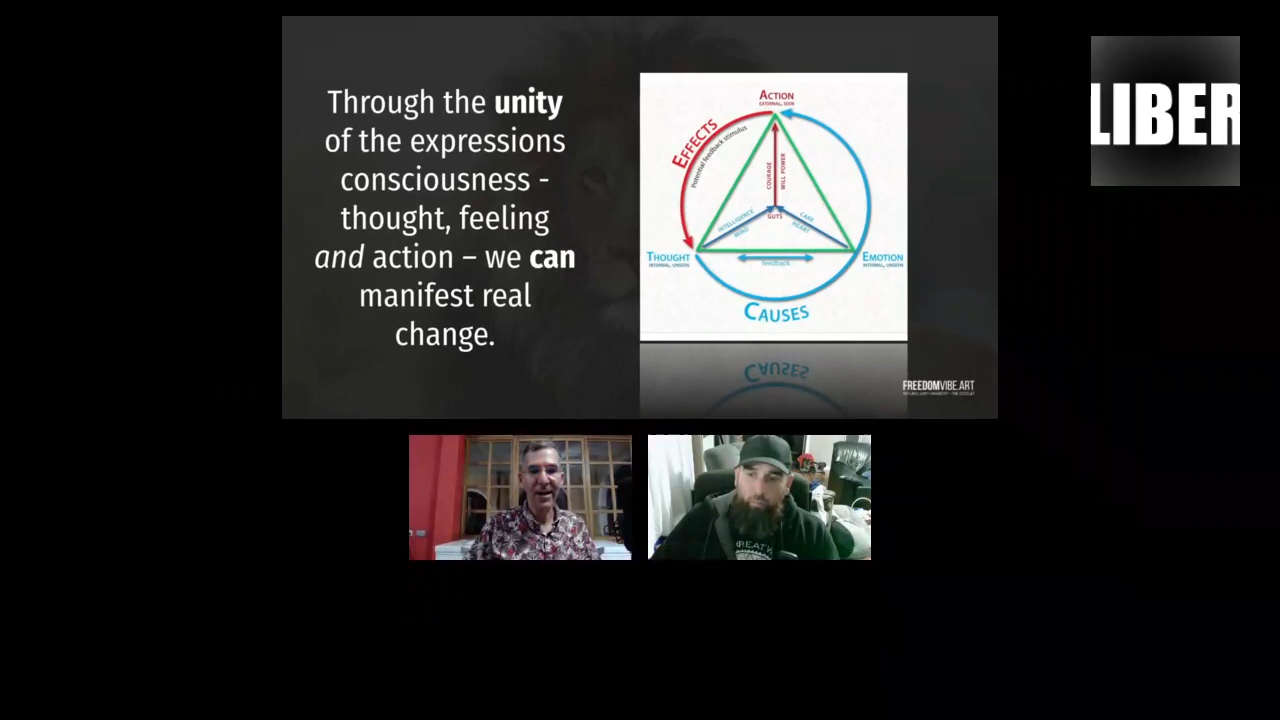 Through the unity
of the expressions
consciousness -
thought, feeling
and action – we can
manifest real
change.
ACTION
EXTERNAL, SEEN
EFFECTS
Potential feedback stimulus
COURAGE
WILL POWER
GUTS
INTELLIGENCE
MIND
CARE
HEART
THOUGHT
INTERNAL, UNSEEN
EMOTION
INTERNAL, UNSEEN
feedback
CAUSES
CAUSES
FREEDOMVIBE.ART
LIBER
REATN